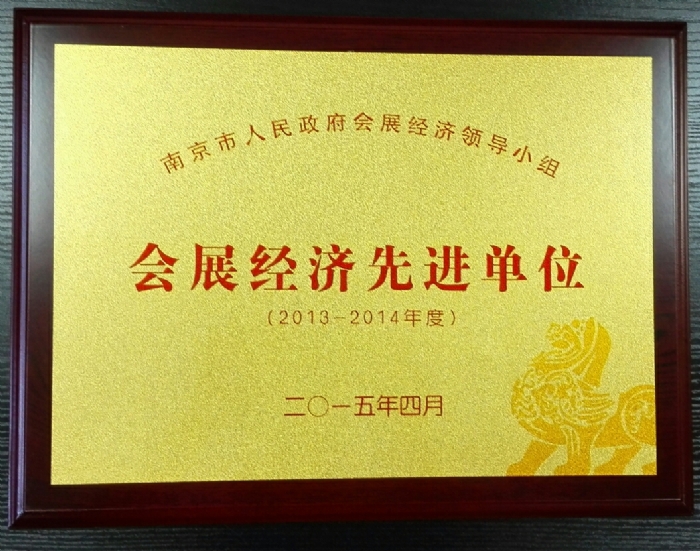 南京市人民政府会展经济领导小组
会展经济先进单位
(2013-2014年度)
二〇一五年四月